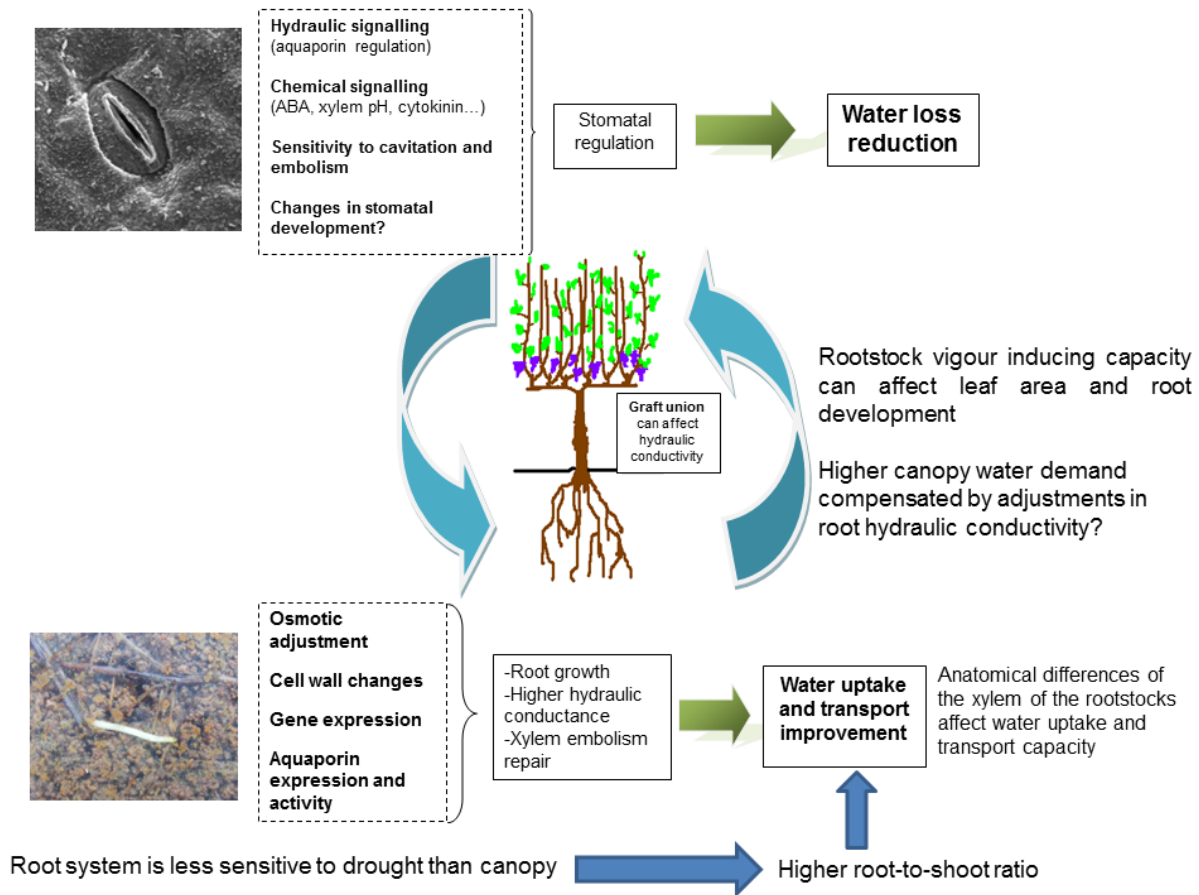 Hydraulic signalling
(aquaporin regulation)
Chemical signalling
(ABA, xylem pH, cytokinin…)
Sensitivity to cavitation and
embolism
Changes in stomatal
development?
Stomatal
regulation
Water loss
reduction
Graft union
can affect
hydraulic
conductivity
Rootstock vigour inducing capacity
can affect leaf area and root
development
Higher canopy water demand
compensated by adjustments in
root hydraulic conductivity?
Osmotic
adjustment
Cell wall changes
Gene expression
Aquaporin
expression and
activity
-Root growth
-Higher hydraulic
conductance
-Xylem embolism
repair
Water uptake
and transport
improvement
Anatomical differences of
the xylem of the rootstocks
affect water uptake and
transport capacity
Root system is less sensitive to drought than canopy
Higher root-to-shoot ratio